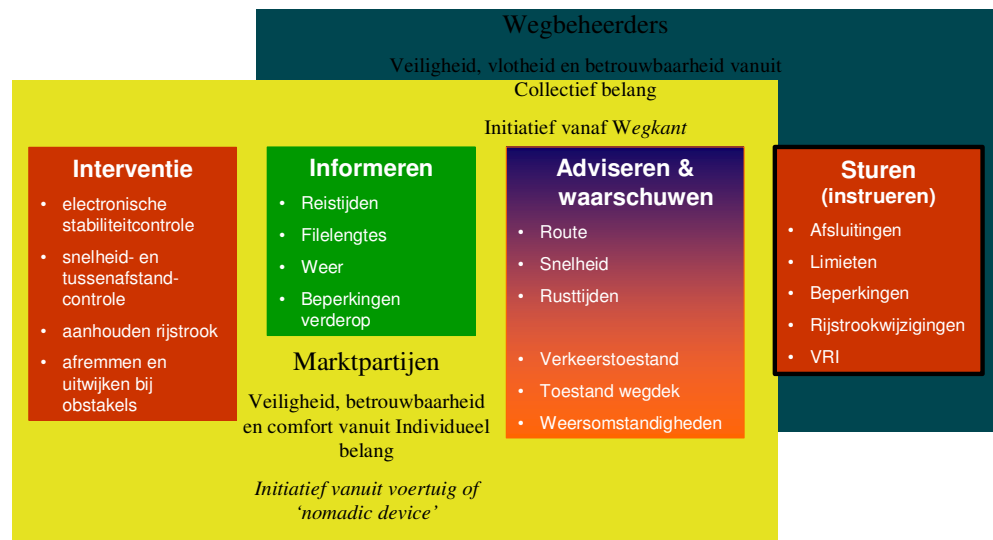 Wegbeheerders
Veiligheid, vlotheid en betrouwbaarheid vanuit
Collectief belang
Initiatief vanaf Wegkant
Interventie
• electronische
stabiliteitcontrole
• snelheid- en
tussenafstand-
controle
• aanhouden rijstrook
• afremmen en
uitwijken bij
obstakels
Informeren
• Reistijden
• Filelengtes
• Weer
• Beperkingen
verderop
Marktpartijen
Veiligheid, betrouwbaarheid
en comfort vanuit Individueel
belang
Initiatief vanuit voertuig of
‘nomadic device’
Adviseren &
waarschuwen
• Route
• Snelheid
• Rusttijden
• Verkeerstoestand
• Toestand wegdek
• Weersomstandigheden
Sturen
(instrueren)
• Afsluitingen
• Limieten
• Beperkingen
• Rijstrookwijzigingen
• VRI